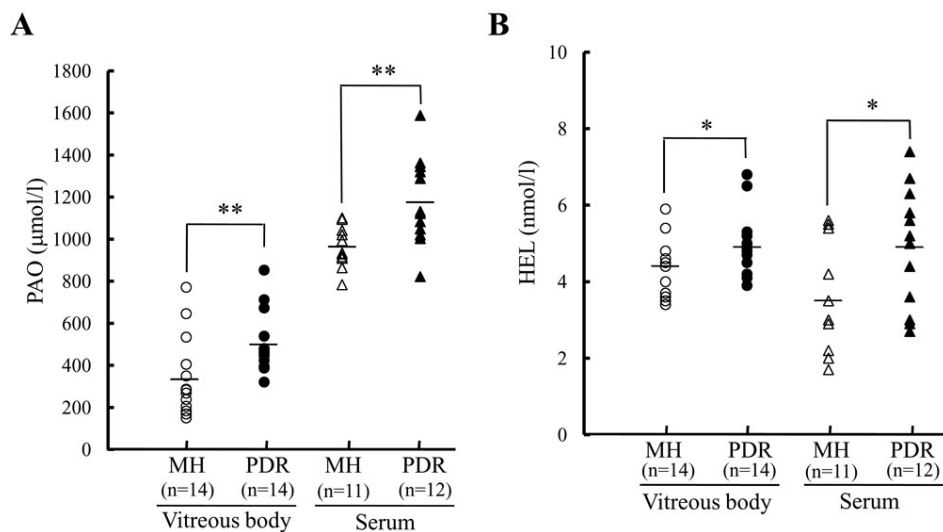 A
PAO (μmol/l)
1800
1600
1400
1200
1000
800
600
400
200
0
**
**
MH
PDR
MH
PDR
(n=14)
(n=14)
(n=11)
(n=12)
Vitreous body
Serum
B
HEL (nmol/l)
10
8
6
4
2
0
*
*
MH
PDR
MH
PDR
(n=14)
(n=14)
(n=11)
(n=12)
Vitreous body
Serum